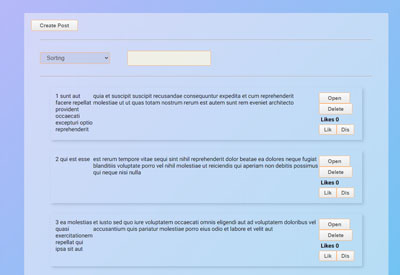 Create Post
Sorting
1 sunt aut
facere repellat
provident
occaecati
excepturi optio
reprehenderit
quia et suscipit suscipit recusandae consequuntur expedita et cum reprehenderit
molestiae ut ut quas totam nostrum rerum est autem sunt rem eveniet architecto
Open
Delete
Likes 0
Lik Dis
2 qui est esse
est rerum tempore vitae sequi sint nihil reprehenderit dolor beatae ea dolores neque fugiat
blanditiis voluptate porro vel nihil molestiae ut reiciendis qui aperiam non debitis possimus
qui neque nisi nulla
Open
Delete
Likes 0
Lik Dis
3 ea molestias
quasi
exercitationem
repellat qui
ipsa sit aut
et iusto sed quo iure voluptatem occaecati omnis eligendi aut ad voluptatem doloribus vel
accusantium quis pariatur molestiae porro eius odio et labore et velit aut
Open
Delete
Likes 0
Lik Dis